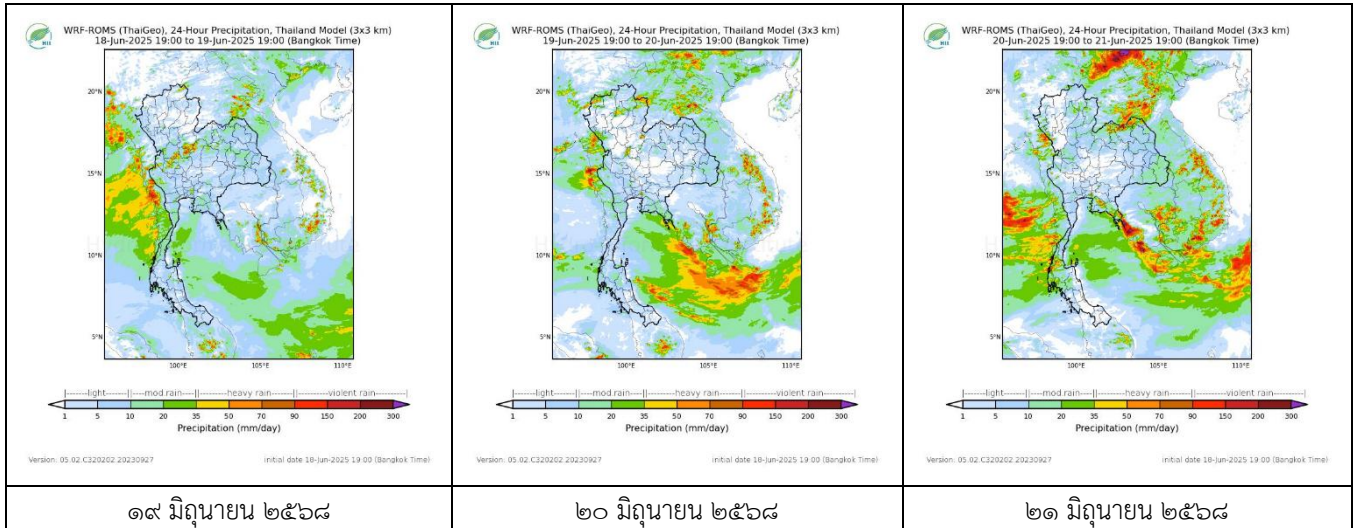 WRF-ROMS (ThaiGeo), 24-Hour Precipitation, Thailand Model (3x3 km)
18-Jun-2025 19:00 to 19-Jun-2025 19:00 (Bangkok Time)
HII
20°N
15°N
10°N
5°N
100°E 105°E 110°E
light mod rain heavy rain violent rain
1 5 10 20 35 50 70 90 150 200 300
Precipitation (mm/day)
Version: 05.02.C320202.20230927 initial date 18-Jun-2025 19:00 (Bangkok Time)
๑๙ มิถุนายน ๒๕๖๘
WRF-ROMS (ThaiGeo), 24-Hour Precipitation, Thailand Model (3x3 km)
19-Jun-2025 19:00 to 20-Jun-2025 19:00 (Bangkok Time)
HII
20°N
15°N
10°N
5°N
100°E 105°E 110°E
light mod rain heavy rain violent rain
1 5 10 20 35 50 70 90 150 200 300
Precipitation (mm/day)
Version: 05.02.C320202.20230927 initial date 18-Jun-2025 19:00 (Bangkok Time)
๒๐ มิถุนายน ๒๕๖๘
WRF-ROMS (ThaiGeo), 24-Hour Precipitation, Thailand Model (3x3 km)
20-Jun-2025 19:00 to 21-Jun-2025 19:00 (Bangkok Time)
HII
20°N
15°N
10°N
5°N
100°E 105°E 110°E
light mod rain heavy rain violent rain
1 5 10 20 35 50 70 90 150 200 300
Precipitation (mm/day)
Version: 05.02.C320202.20230927 initial date 18-Jun-2025 19:00 (Bangkok Time)
๒๑ มิถุนายน ๒๕๖๘